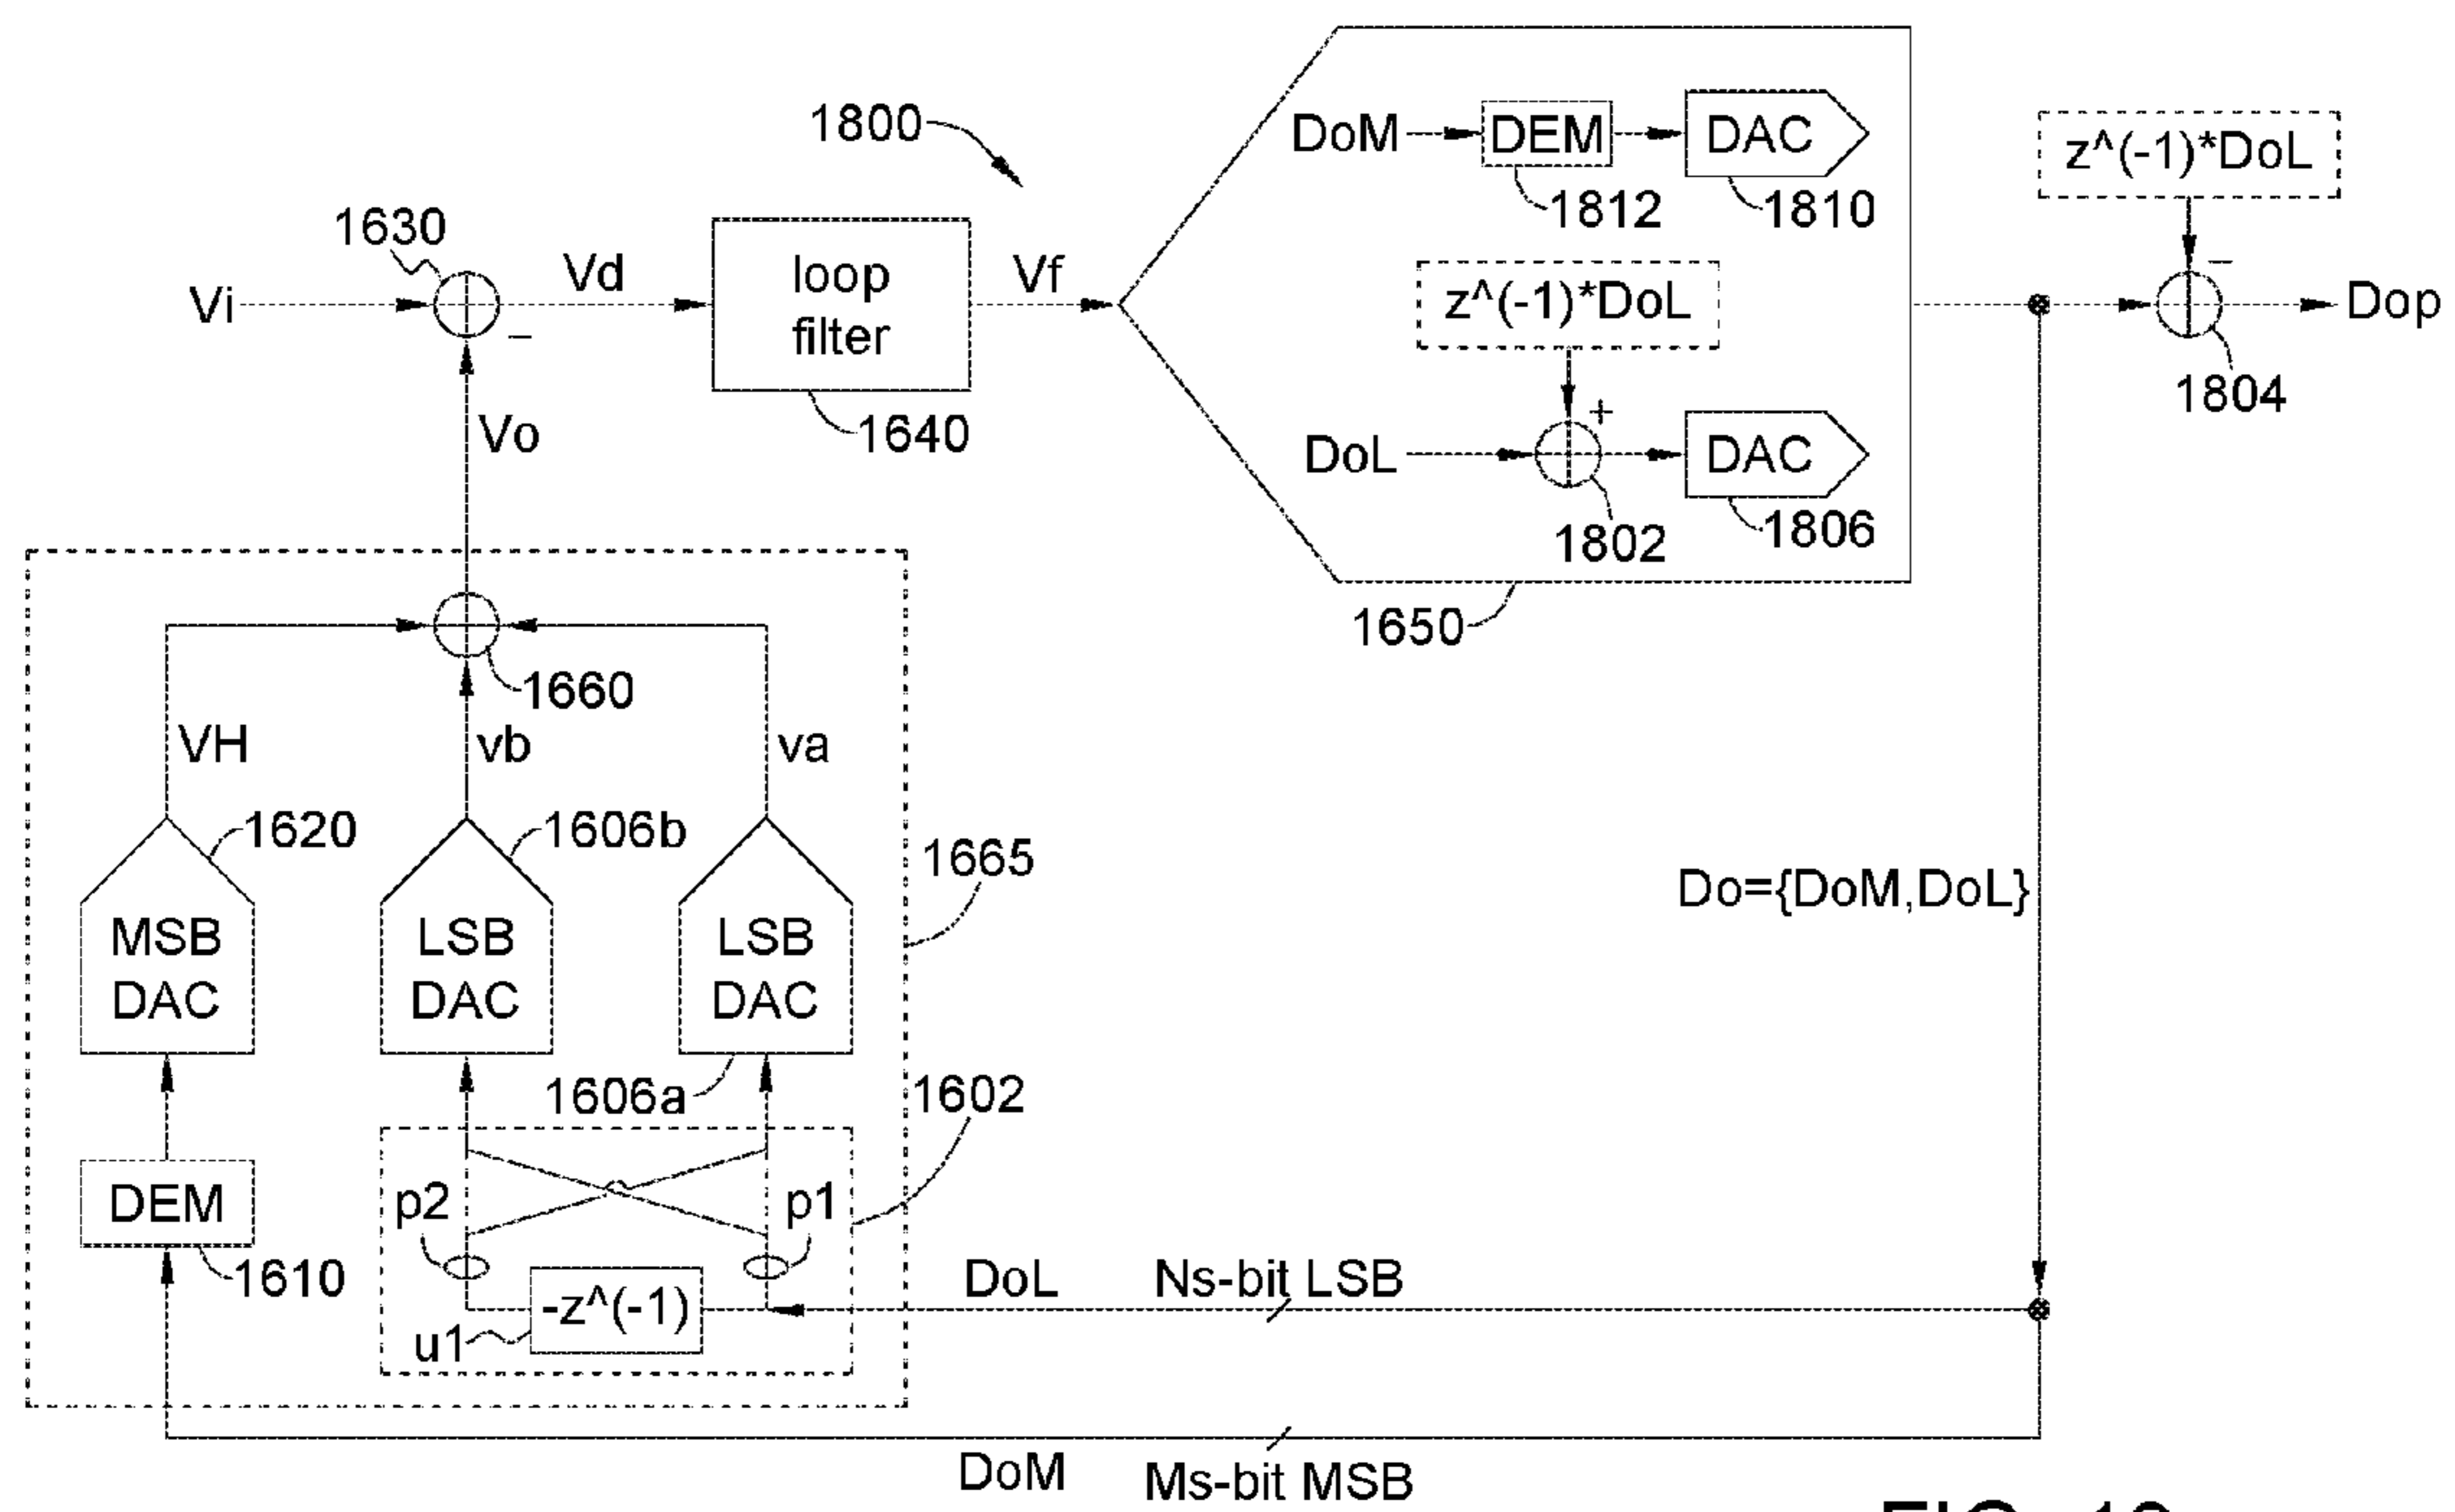 1800
DoM
DEM
DAC
1812
1810
z^(-1)*DoL
1630
Vi
Vd
loop
filter
Vf
1640
z^(-1)*DoL
+
DoL
DAC
1802
1806
1650
−
Dop
1804
−
Vo
1660
VH
vb
va
1620
1606b
1665
MSB
DAC
LSB
DAC
LSB
DAC
1606a
1602
Do={DoM,DoL}
DEM
1610
p2
p1
-z^(-1)
u1
DoL
Ns-bit LSB
DoM
Ms-bit MSB